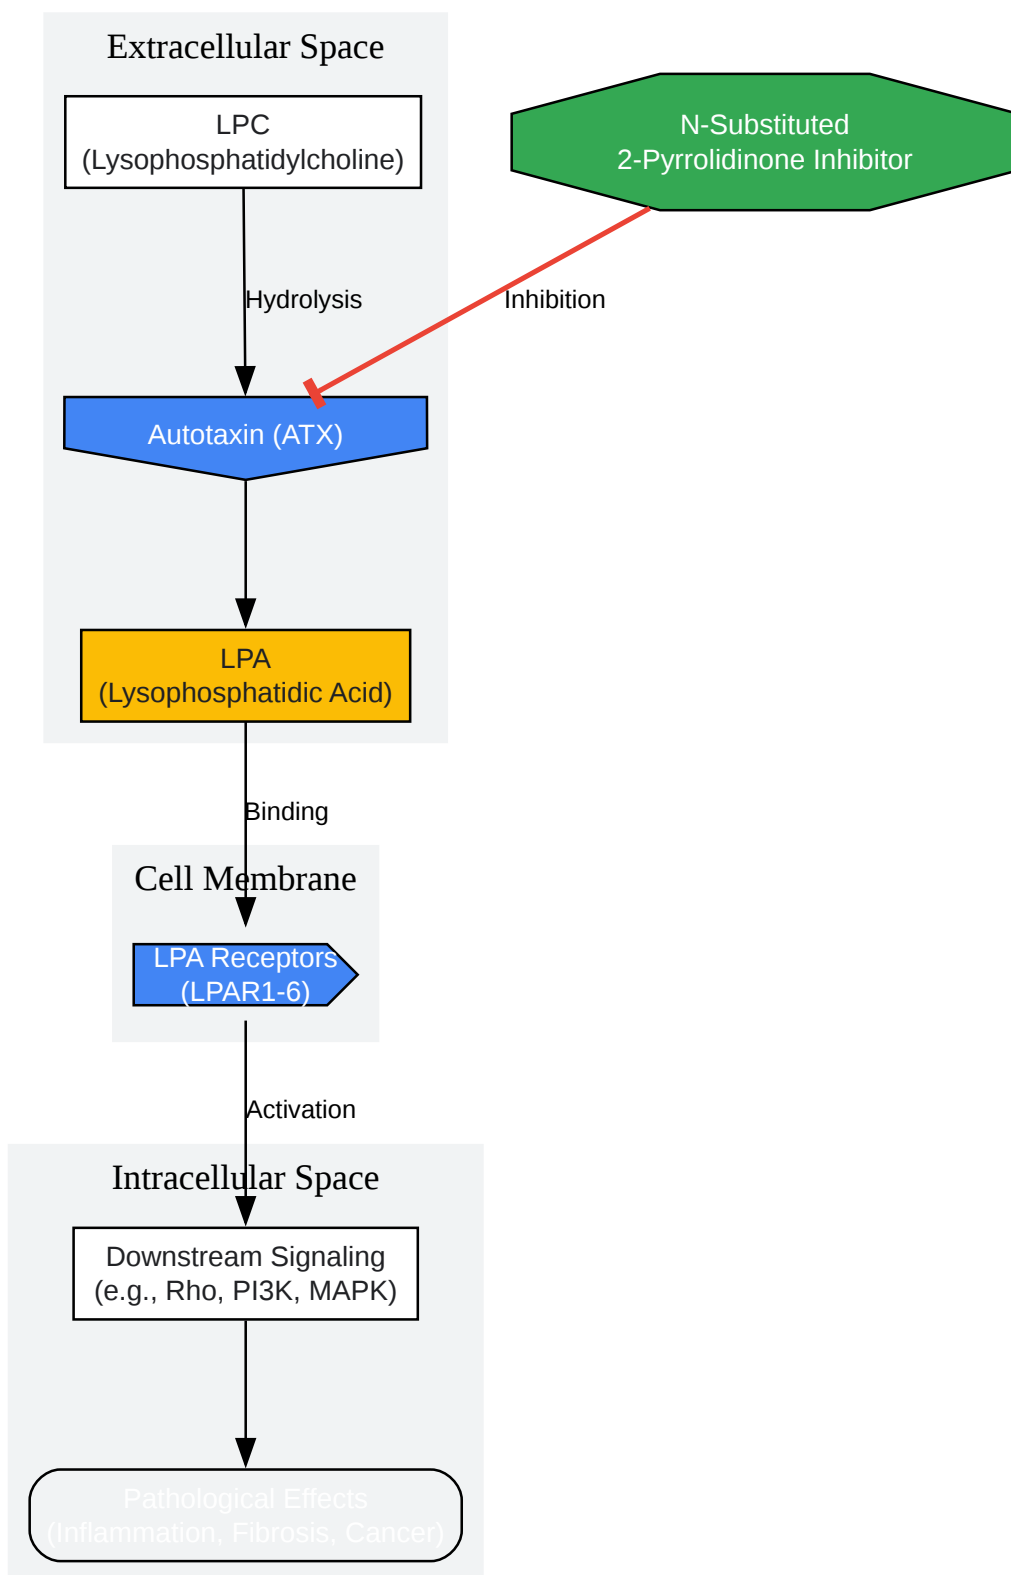 Extracellular Space
LPC
(Lysophosphatidylcholine)
N-Substituted
2-Pyrrolidinone Inhibitor
Hydrolysis
Inhibition
Autotaxin (ATX)
LPA
(Lysophosphatidic Acid)
Binding
Cell Membrane
LPA Receptors
(LPAR1-6)
Activation
Intracellular Space
Downstream Signaling
(e.g., Rho, PI3K, MAPK)
Pathological Effects
(Inflammation, Fibrosis, Cancer)